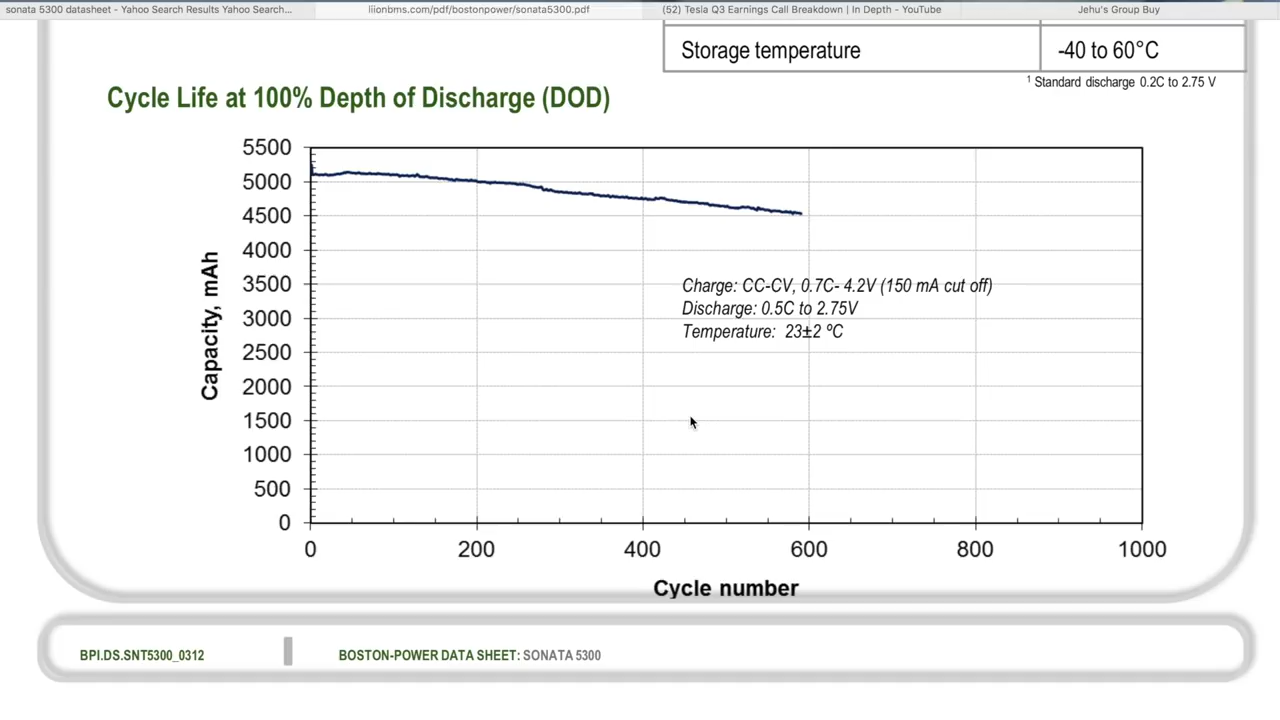 sonata 5300 datasheet - Yahoo Search Results Yahoo Search...
liionbms.com/pdf/bostonpower/sonata5300.pdf
(52) Tesla Q3 Earnings Call Breakdown | In Depth - YouTube
Jehu's Group Buy
Storage temperature
-40 to 60°C
¹ Standard discharge 0.2C to 2.75 V
Cycle Life at 100% Depth of Discharge (DOD)
5500
5000
4500
4000
3500
3000
2500
2000
1500
1000
500
0
Capacity, mAh
Charge: CC-CV, 0.7C- 4.2V (150 mA cut off)
Discharge: 0.5C to 2.75V
Temperature: 23±2 ºC
0 200 400 600 800 1000
Cycle number
BPI.DS.SNT5300_0312
BOSTON-POWER DATA SHEET: SONATA 5300